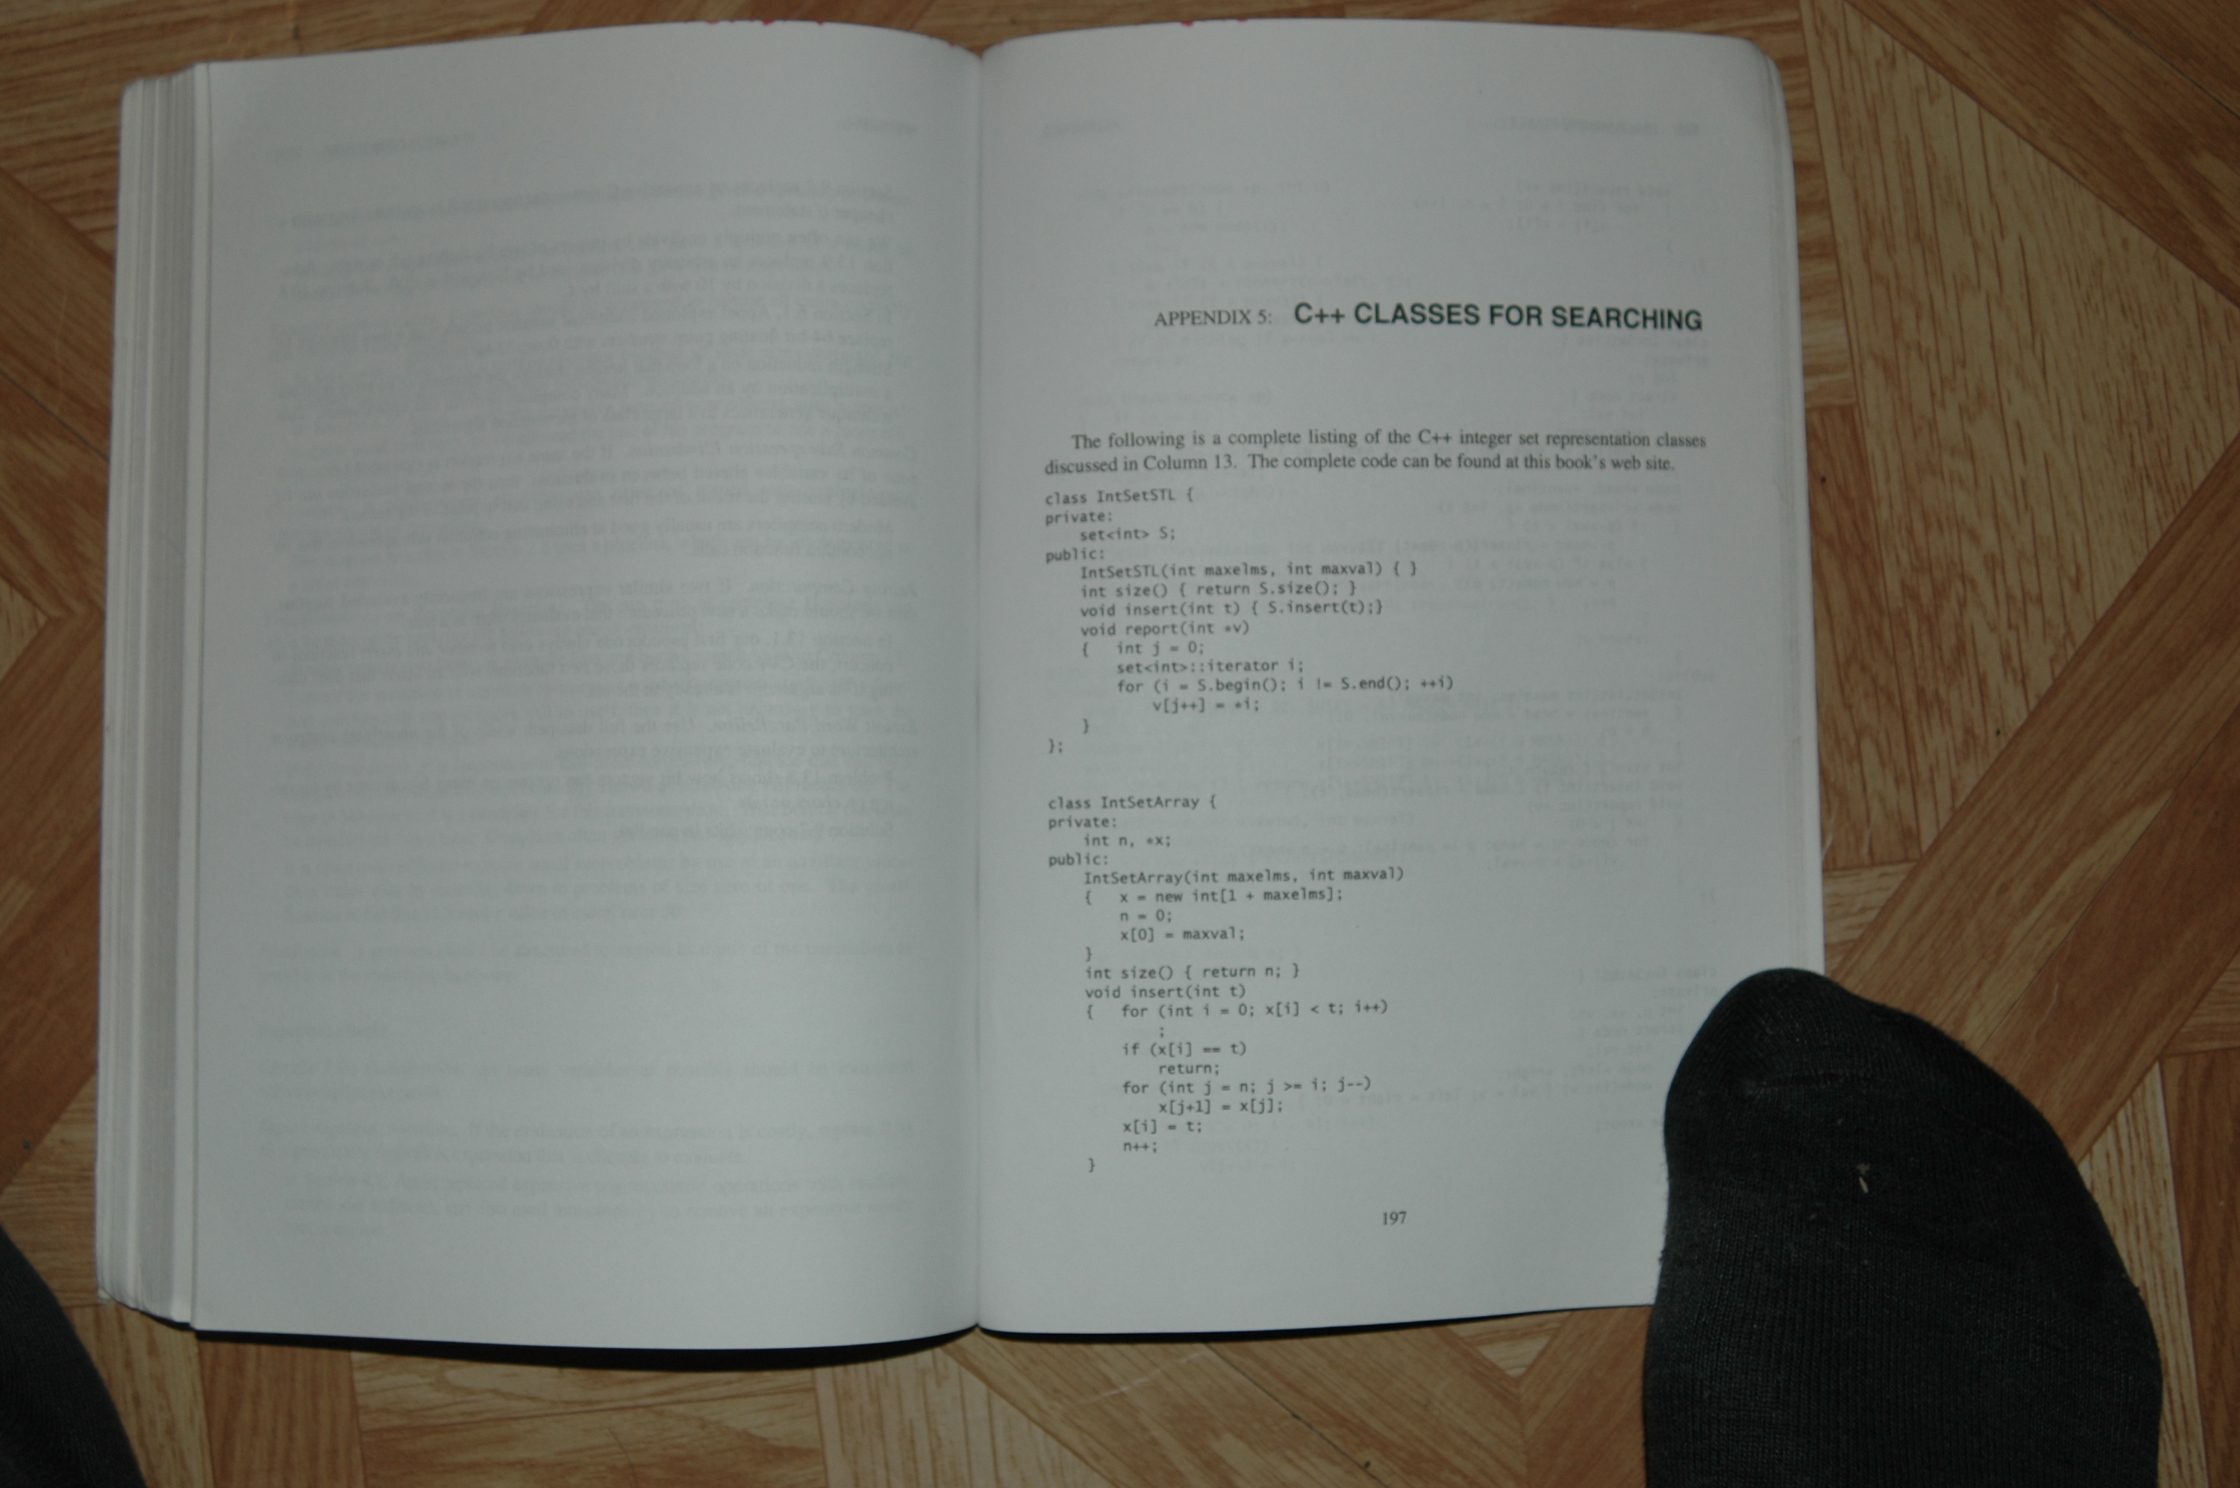 APPENDIX 5: C++ CLASSES FOR SEARCHING
The following is a complete listing of the C++ integer set representation classes
discussed in Column 13. The complete code can be found at this book's web site.
class IntSetSTL {
private:
    set<int> S;
public:
    IntSetSTL(int maxelms, int maxval) { }
    int size() { return S.size(); }
    void insert(int t) { S.insert(t);}
    void report(int *v)
    {   int j = 0;
        set<int>::iterator i;
        for (i = S.begin(); i != S.end(); ++i)
            v[j++] = *i;
    }
};
class IntSetArray {
private:
    int n, *x;
public:
    IntSetArray(int maxelms, int maxval)
    {   x = new int[1 + maxelms];
        n = 0;
        x[0] = maxval;
    }
    int size() { return n; }
    void insert(int t)
    {   for (int i = 0; x[i] < t; i++)
            ;
        if (x[i] == t)
            return;
        for (int j = n; j >= i; j--)
            x[j+1] = x[j];
        x[i] = t;
        n++;
    }
197